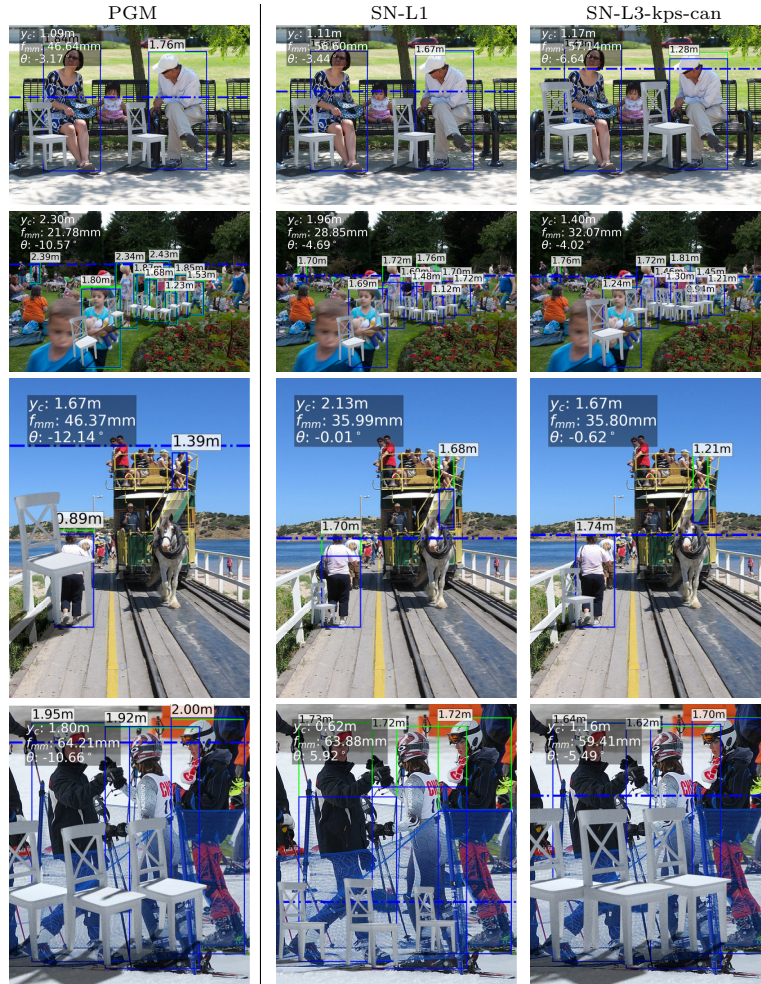 PGM
SN-L1
SN-L3-kps-can
y_c: 1.09m
f_mm: 46.64mm
θ: -3.17°
1.76m
y_c: 1.11m
f_mm: 56.60mm
θ: -3.44°
1.67m
y_c: 1.17m
f_mm: 57.14mm
θ: -6.64°
1.28m
y_c: 2.30m
f_mm: 21.78mm
θ: -10.57°
2.39m
2.34m
2.43m
1.85m
1.68m
1.53m
1.80m
1.23m
y_c: 1.96m
f_mm: 28.85mm
θ: -4.69°
1.70m
1.72m
1.76m
1.70m
1.48m
1.72m
1.69m
1.12m
y_c: 1.40m
f_mm: 32.07mm
θ: -4.02°
1.76m
1.72m
1.81m
1.45m
1.30m
1.21m
1.24m
0.94m
y_c: 1.67m
f_mm: 46.37mm
θ: -12.14°
1.39m
0.89m
y_c: 2.13m
f_mm: 35.99mm
θ: -0.01°
1.68m
1.70m
y_c: 1.67m
f_mm: 35.80mm
θ: -0.62°
1.21m
1.74m
1.95m
1.92m
2.00m
y_c: 1.80m
f_mm: 64.21mm
θ: -10.66°
1.73m
1.72m
1.72m
y_c: 0.62m
f_mm: 63.88mm
θ: 5.92°
1.64m
1.62m
1.70m
y_c: 1.16m
f_mm: 59.41mm
θ: -5.49°